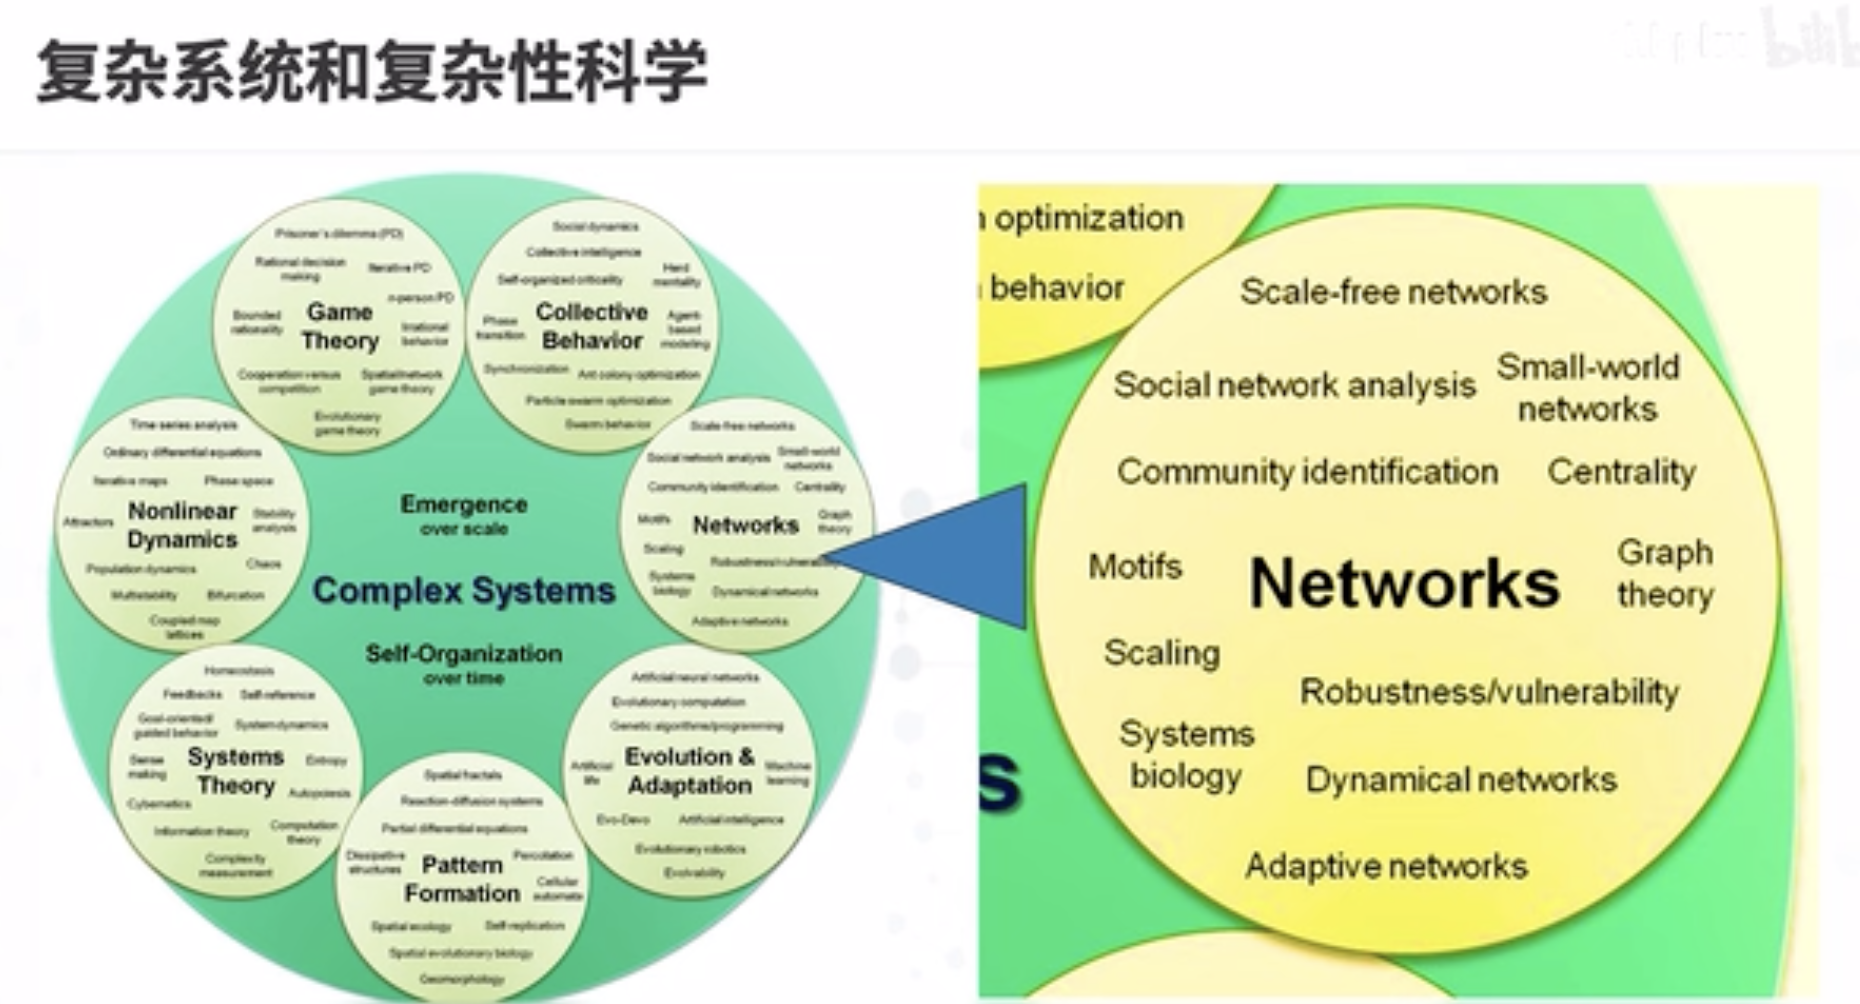 复杂系统和复杂性科学
Prisoner's dilemma (PD)
Rational decision
making
Iterative PD
n-person PD
Bounded
rationality
Game
Theory
Irrational
behavior
Cooperation versus
competition
Spatial/network
game theory
Evolutionary
game theory
Social dynamics
Collective intelligence
Self-organized criticality
Herd
mentality
Phase
transition
Collective
Behavior
Agent-
based
modeling
Synchronization
Ant colony optimization
Particle swarm optimization
Swarm behavior
Time series analysis
Ordinary differential equations
Iterative maps
Phase space
Attractors
Nonlinear
Dynamics
Stability
analysis
Population dynamics
Chaos
Multistability
Bifurcation
Coupled map
lattices
Emergence
over scale
Complex Systems
Self-Organization
over time
Scale-free networks
Social network analysis
Small-world
networks
Community identification
Centrality
Motifs
Networks
Graph
theory
Scaling
Robustness/vulnerability
Systems
biology
Dynamical networks
Adaptive networks
Homeostasis
Feedbacks
Self-reference
Goal-oriented/
guided behavior
System dynamics
Sense
making
Systems
Theory
Entropy
Autopoiesis
Cybernetics
Information theory
Computation
theory
Complexity
measurement
Spatial fractals
Reaction-diffusion systems
Partial differential equations
Dissipative
structures
Pattern
Formation
Percolation
Cellular
automata
Spatial ecology
Self-replication
Spatial evolutionary biology
Geomorphology
Artificial neural networks
Evolutionary computation
Genetic algorithms/programming
Artificial
life
Evolution &
Adaptation
Machine
learning
Evo-Devo
Artificial intelligence
Evolutionary robotics
Evolvability
optimization
behavior
s
Scale-free networks
Social network analysis
Small-world
networks
Community identification
Centrality
Motifs
Networks
Graph
theory
Scaling
Robustness/vulnerability
Systems
biology
Dynamical networks
Adaptive networks